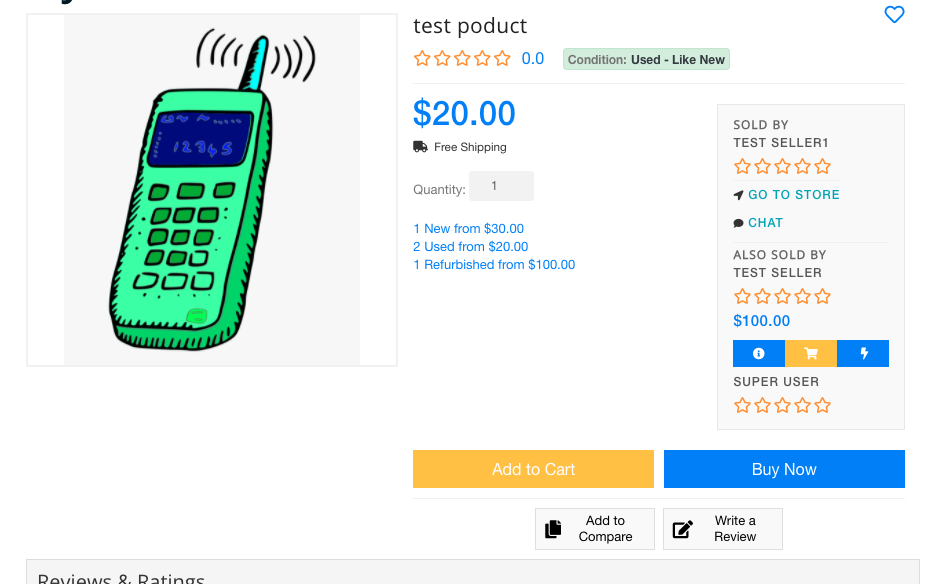 test poduct
0.0
Condition: Used - Like New
$20.00
Free Shipping
Quantity: 1
1 New from $30.00
2 Used from $20.00
1 Refurbished from $100.00
12345
SOLD BY
TEST SELLER1
GO TO STORE
CHAT
ALSO SOLD BY
TEST SELLER
$100.00
SUPER USER
Add to Cart
Buy Now
Add to
Compare
Write a
Review
Reviews & Ratings